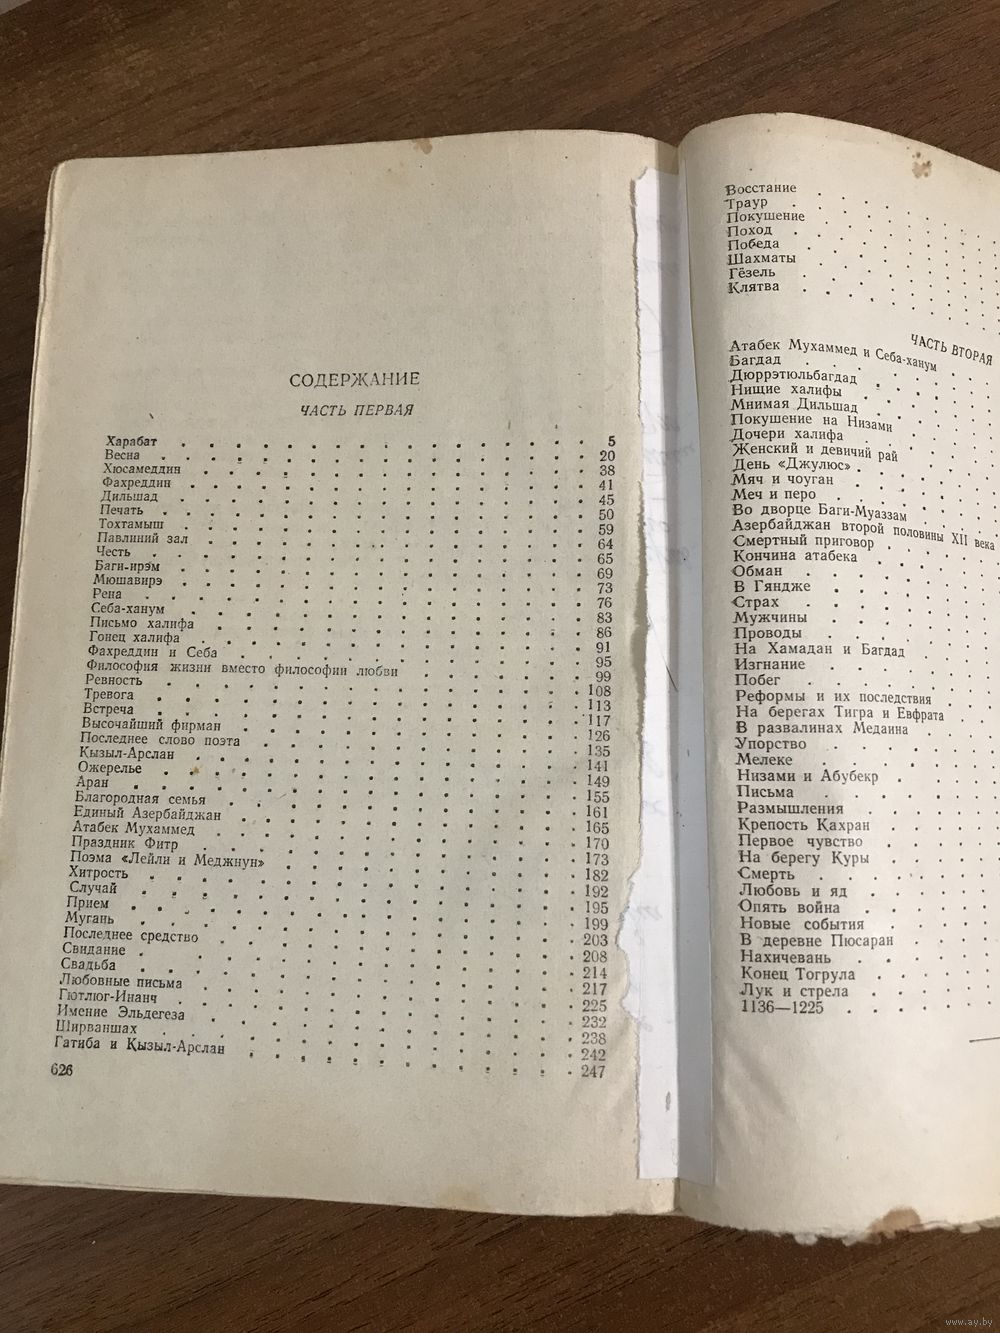 СОДЕРЖАНИЕ
ЧАСТЬ ПЕРВАЯ
Харабат . . . . . . . . . . . . 5
Весна . . . . . . . . . . . . 20
Хюсамеддин . . . . . . . . . . . . 38
Фахреддин . . . . . . . . . . . . 41
Дильшад . . . . . . . . . . . . 45
Печать . . . . . . . . . . . . 50
Тохтамыш . . . . . . . . . . . . 59
Павлиний зал . . . . . . . . . . . . 64
Честь . . . . . . . . . . . . 65
Баги-ирэм . . . . . . . . . . . . 69
Мюшавирэ . . . . . . . . . . . . 73
Рена . . . . . . . . . . . . 76
Себа-ханум . . . . . . . . . . . . 83
Письмо халифа . . . . . . . . . . . . 86
Гонец халифа . . . . . . . . . . . . 91
Фахреддин и Себа . . . . . . . . . . 95
Философия жизни вместо философии любви . . . . . 99
Ревность . . . . . . . . . . . . 108
Тревога . . . . . . . . . . . . 113
Встреча . . . . . . . . . . . . 117
Высочайший фирман . . . . . . . . . . 126
Последнее слово поэта . . . . . . . . . . 135
Кызыл-Арслан . . . . . . . . . . . . 141
Ожерелье . . . . . . . . . . . . 149
Аран . . . . . . . . . . . . 155
Благородная семья . . . . . . . . . . 161
Единый Азербайджан . . . . . . . . . . 165
Атабек Мухаммед . . . . . . . . . . 170
Праздник Фитр . . . . . . . . . . 173
Поэма «Лейли и Меджнун» . . . . . . . . . . 182
Хитрость . . . . . . . . . . . . 192
Случай . . . . . . . . . . . . 195
Прием . . . . . . . . . . . . 199
Мугань . . . . . . . . . . . . 203
Последнее средство . . . . . . . . . . 208
Свидание . . . . . . . . . . . . 214
Свадьба . . . . . . . . . . . . 217
Любовные письма . . . . . . . . . . 225
Гютлюг-Инанч . . . . . . . . . . 232
Имение Эльдегеза . . . . . . . . . . 238
Ширваншах . . . . . . . . . . . . 242
Гатиба и Кызыл-Арслан . . . . . . . . . . 247
626
Восстание . . . . . .
Траур . . . . . .
Покушение . . . . . .
Поход . . . . . .
Победа . . . . . .
Шахматы . . . . . .
Гёзель . . . . . .
Клятва . . . . . .
ЧАСТЬ ВТОРАЯ
Атабек Мухаммед и Себа-ханум . . .
Багдад . . . . . .
Дюррэтюльбагдад . . . .
Нищие халифы . . . .
Мнимая Дильшад . . . .
Покушение на Низами . . . .
Дочери халифа . . . .
Женский и девичий рай . . . .
День «Джулюс» . . . . .
Мяч и чоуган . . . . .
Меч и перо . . . . .
Во дворце Баги-Муаззам . . . .
Азербайджан второй половины XII века
Смертный приговор . . . .
Кончина атабека . . . .
Обман . . . . . .
В Гяндже . . . . . .
Страх . . . . . .
Мужчины . . . . . .
Проводы . . . . . .
На Хамадан и Багдад . . .
Изгнание . . . . . .
Побег . . . . . .
Реформы и их последствия . . .
На берегах Тигра и Евфрата . . .
В развалинах Медаина . . . .
Упорство . . . . . .
Мелеке . . . . . .
Низами и Абубекр . . . .
Письма . . . . . .
Размышления . . . . .
Крепость Кахран . . . .
Первое чувство . . . .
На берегу Куры . . . .
Смерть . . . . . .
Любовь и яд . . . . .
Опять война . . . . .
Новые события . . . .
В деревне Пюсаран . . . .
Нахичевань . . . . .
Конец Тогрула . . . .
Лук и стрела . . . .
1136—1225 . . . . .
www.ay.by